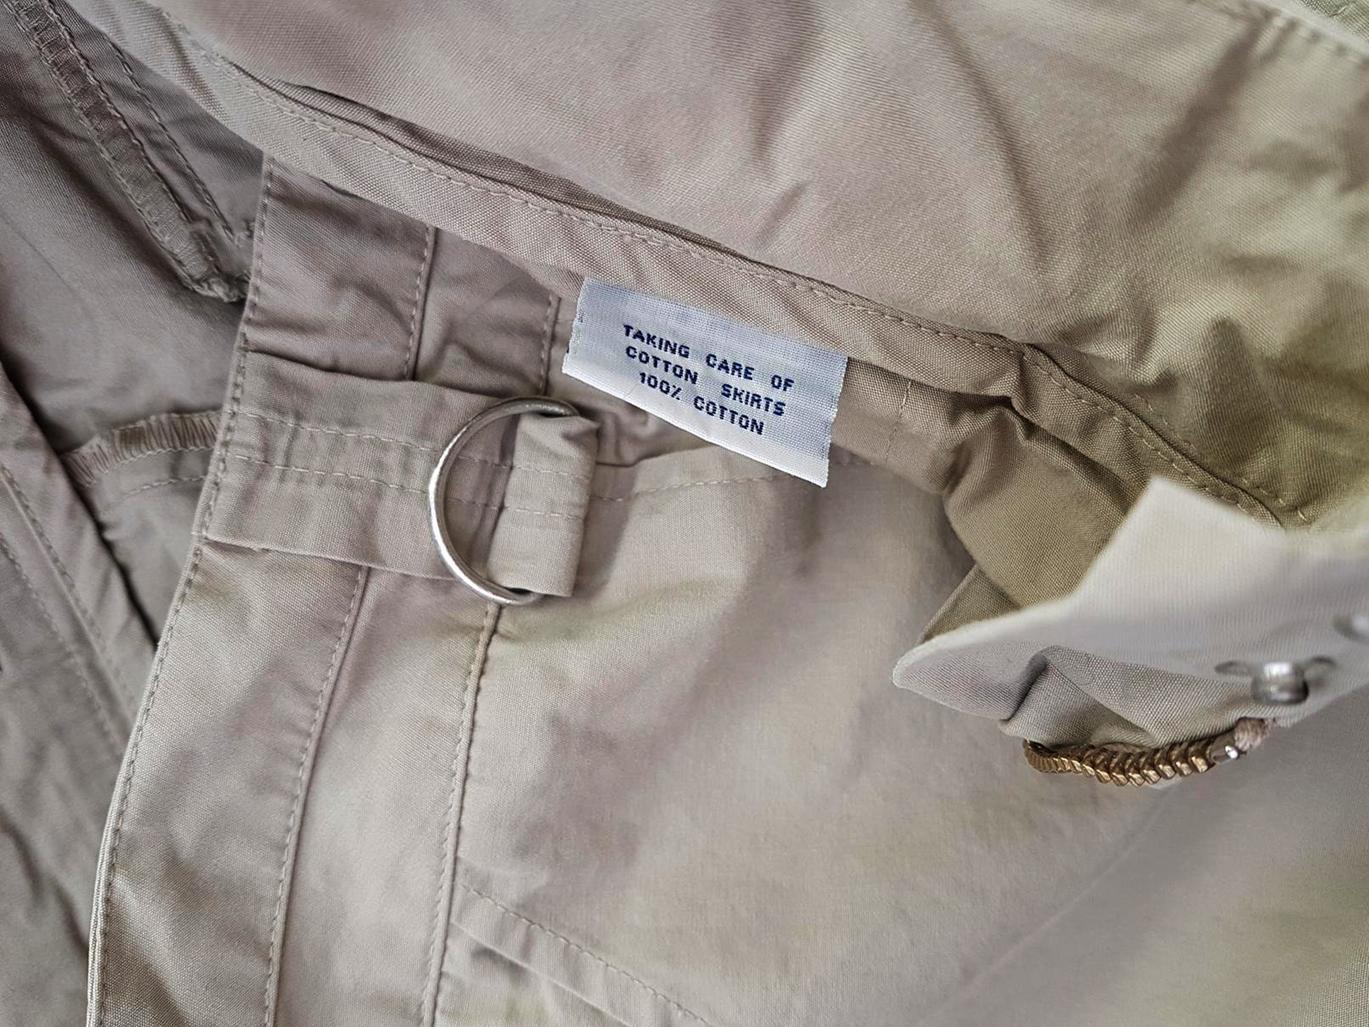 TAKING CARE OF
COTTON SKIRTS
100% COTTON